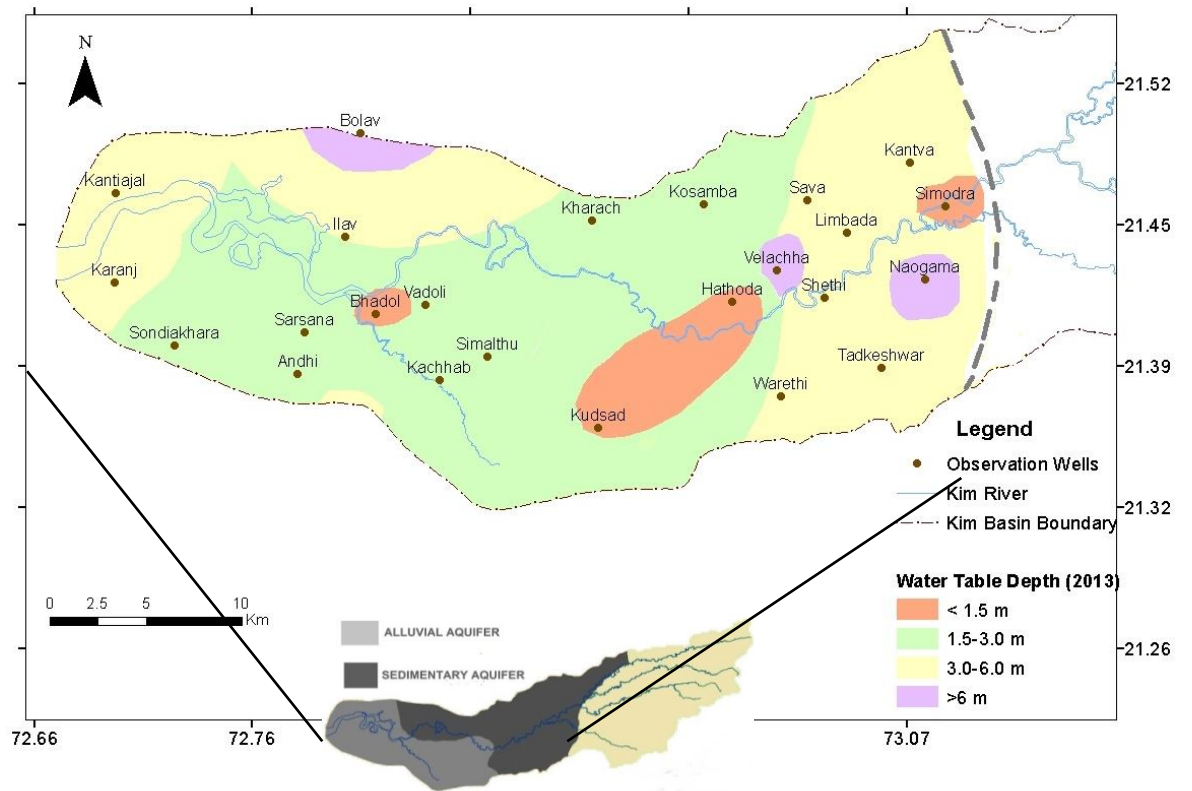 N
Bolav
21.52
Kantva
Kantiajal
Sava
Simodra
Kosamba
Kharach
Limbada
Ilav
21.45
Velachha
Naogama
Karanj
Shethi
Hathoda
Vadoli
Bhadol
Sarsana
Sondiakhara
Simalthu
Andhi
Kachhab
Tadkeshwar
21.39
Warethi
Kudsad
Legend
Observation Wells
Kim River
21.32
Kim Basin Boundary
Water Table Depth (2013)
< 1.5 m
1.5-3.0 m
3.0-6.0 m
>6 m
0 2.5 5 10
Km
ALLUVIAL AQUIFER
SEDIMENTARY AQUIFER
21.26
72.66 72.76 73.07